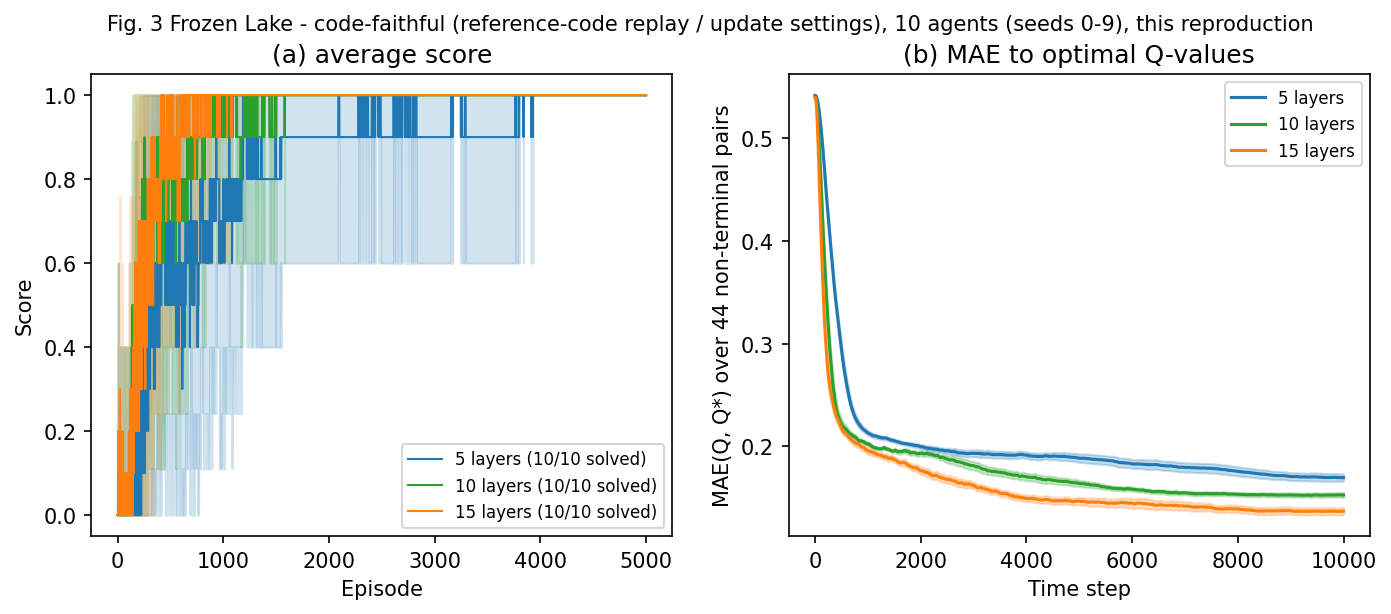 Fig. 3 Frozen Lake - code-faithful (reference-code replay / update settings), 10 agents (seeds 0-9), this reproduction
(a) average score
Score
1.0
0.8
0.6
0.4
0.2
0.0
0 1000 2000 3000 4000 5000
Episode
5 layers (10/10 solved)
10 layers (10/10 solved)
15 layers (10/10 solved)
(b) MAE to optimal Q-values
MAE(Q, Q*) over 44 non-terminal pairs
0.5
0.4
0.3
0.2
0 2000 4000 6000 8000 10000
Time step
5 layers
10 layers
15 layers